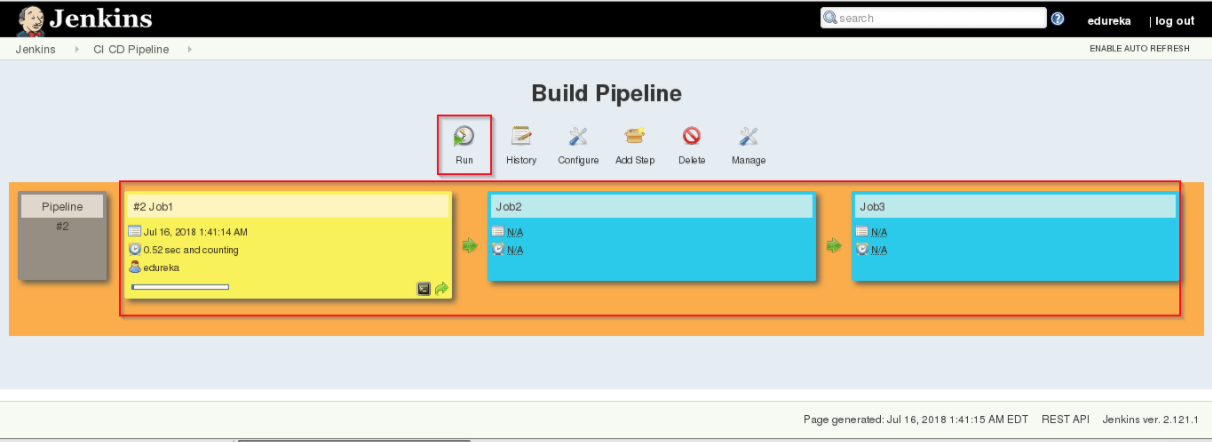 Jenkins
search
edureka | log out
Jenkins CI CD Pipeline
ENABLE AUTO REFRESH
Build Pipeline
Run History Configure Add Step Delete Manage
Pipeline
#2
#2 Job1
Jul 16, 2018 1:41:14 AM
0.52 sec and counting
edureka
Job2
N/A
N/A
Job3
N/A
N/A
Page generated: Jul 16, 2018 1:41:15 AM EDT REST API Jenkins ver. 2.121.1